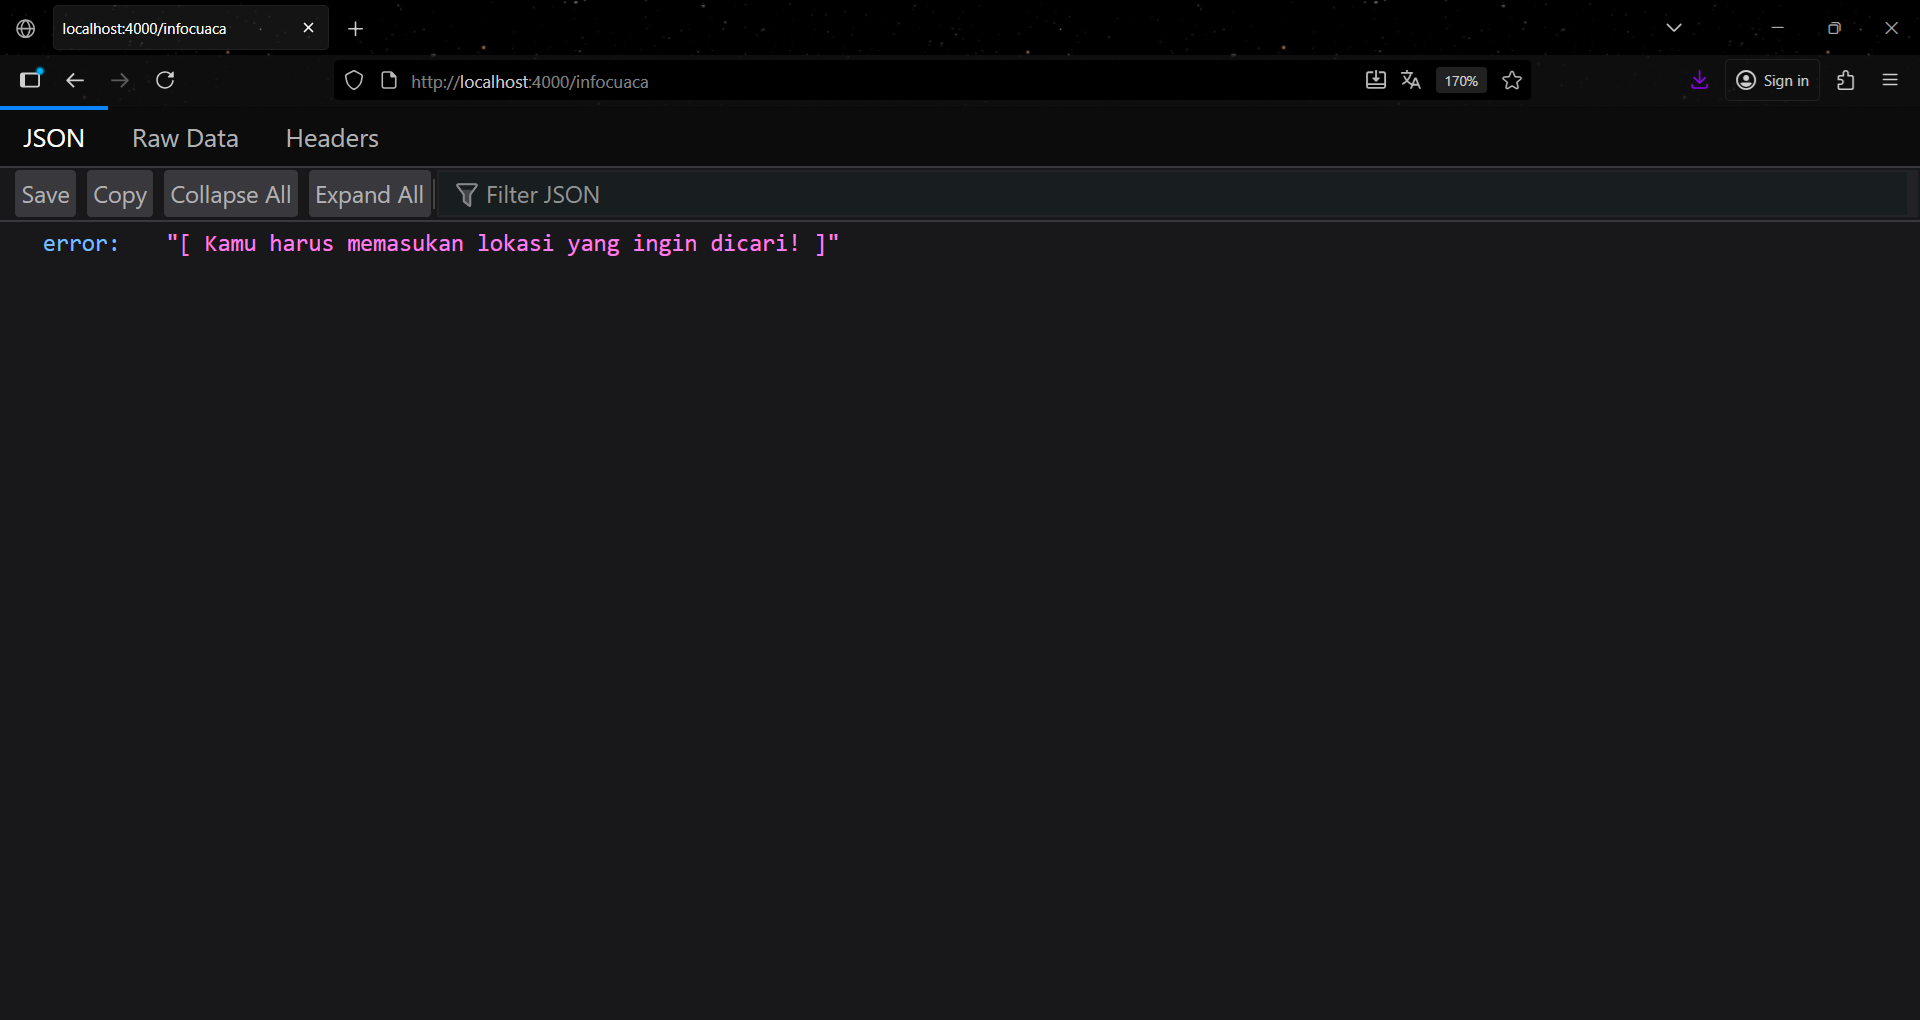 localhost:4000/infocuaca
http://localhost:4000/infocuaca
170%
Sign in
JSON Raw Data Headers
Save Copy Collapse All Expand All Filter JSON
error: "[ Kamu harus memasukan lokasi yang ingin dicari! ]"